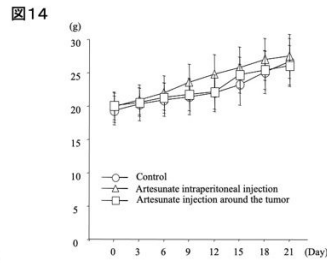 図14
(g)
30
25
20
15
10
5
0
Control
Artesunate intraperitoneal injection
Artesunate injection around the tumor
0 3 6 9 12 15 18 21 (Day)